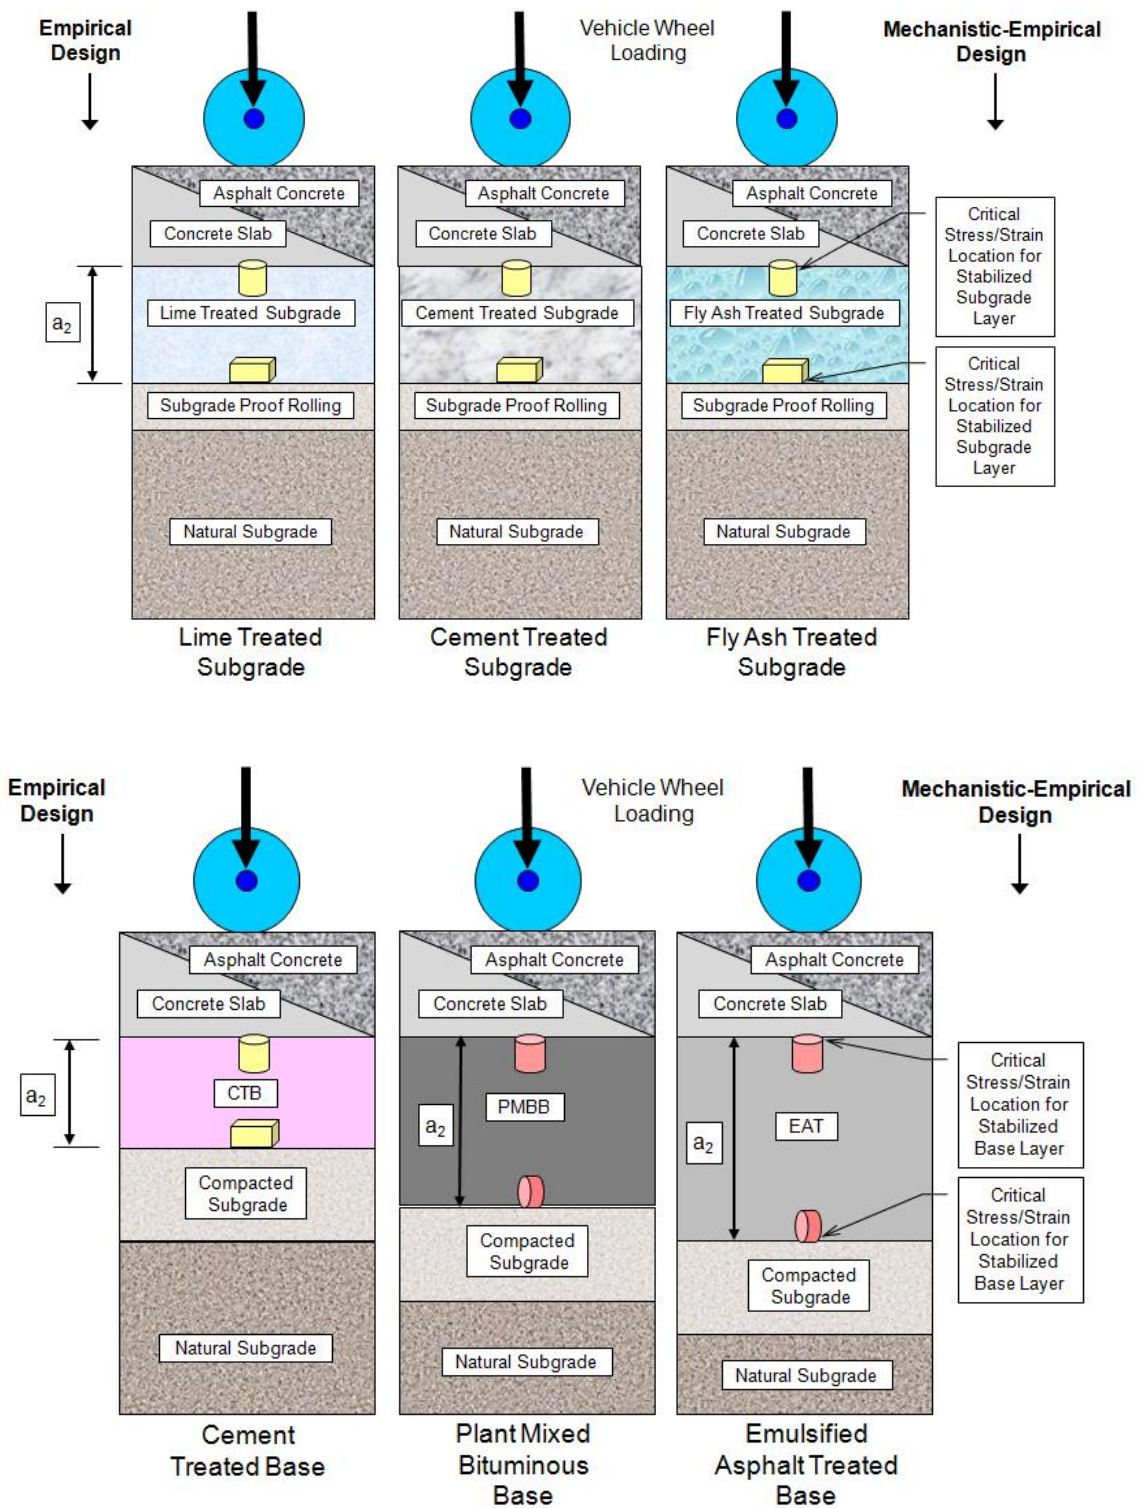 Empirical
Design
Vehicle Wheel
Loading
Mechanistic-Empirical
Design
Asphalt Concrete
Concrete Slab
Asphalt Concrete
Concrete Slab
Asphalt Concrete
Concrete Slab
Critical
Stress/Strain
Location for
Stabilized
Subgrade
Layer
a2
Lime Treated Subgrade
Cement Treated Subgrade
Fly Ash Treated Subgrade
Critical
Stress/Strain
Location for
Stabilized
Subgrade
Layer
Subgrade Proof Rolling
Subgrade Proof Rolling
Subgrade Proof Rolling
Natural Subgrade
Natural Subgrade
Natural Subgrade
Lime Treated
Subgrade
Cement Treated
Subgrade
Fly Ash Treated
Subgrade
Empirical
Design
Vehicle Wheel
Loading
Mechanistic-Empirical
Design
Asphalt Concrete
Concrete Slab
Asphalt Concrete
Concrete Slab
Asphalt Concrete
Concrete Slab
a2
CTB
a2
PMBB
a2
EAT
Critical
Stress/Strain
Location for
Stabilized
Base Layer
Critical
Stress/Strain
Location for
Stabilized
Base Layer
Compacted
Subgrade
Compacted
Subgrade
Compacted
Subgrade
Natural Subgrade
Natural Subgrade
Natural Subgrade
Cement
Treated Base
Plant Mixed
Bituminous
Base
Emulsified
Asphalt Treated
Base